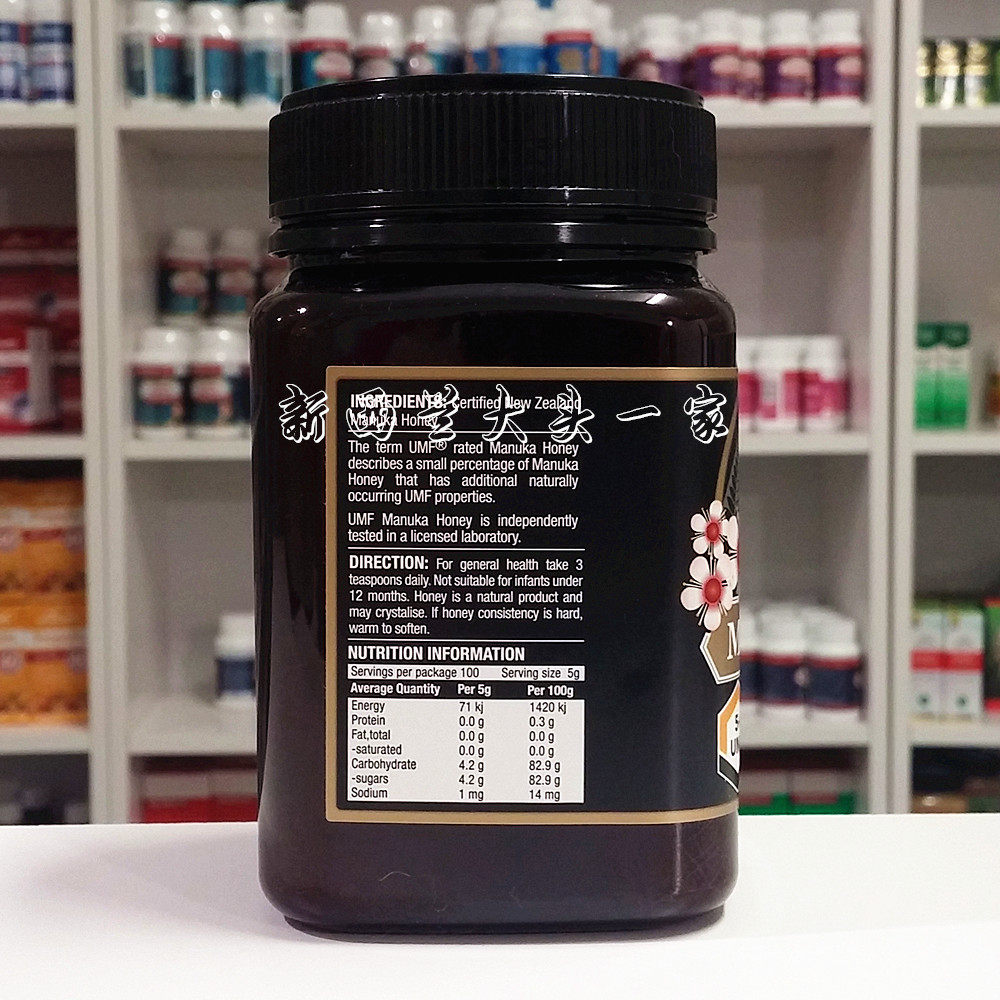 INGREDIENTS: Certified New Zealand
Manuka Honey
新西兰大头一家
The term UMF® rated Manuka Honey
describes a small percentage of Manuka
Honey that has additional naturally
occurring UMF properties.
UMF Manuka Honey is independently
tested in a licensed laboratory.
DIRECTION: For general health take 3
teaspoons daily. Not suitable for infants under
12 months. Honey is a natural product and
may crystalise. If honey consistency is hard,
warm to soften.
NUTRITION INFORMATION
Servings per package 100 Serving size 5g
Average Quantity Per 5g Per 100g
Energy 71 kj 1420 kj
Protein 0.0 g 0.3 g
Fat,total 0.0 g 0.0 g
-saturated 0.0 g 0.0 g
Carbohydrate 4.2 g 82.9 g
-sugars 4.2 g 82.9 g
Sodium 1 mg 14 mg